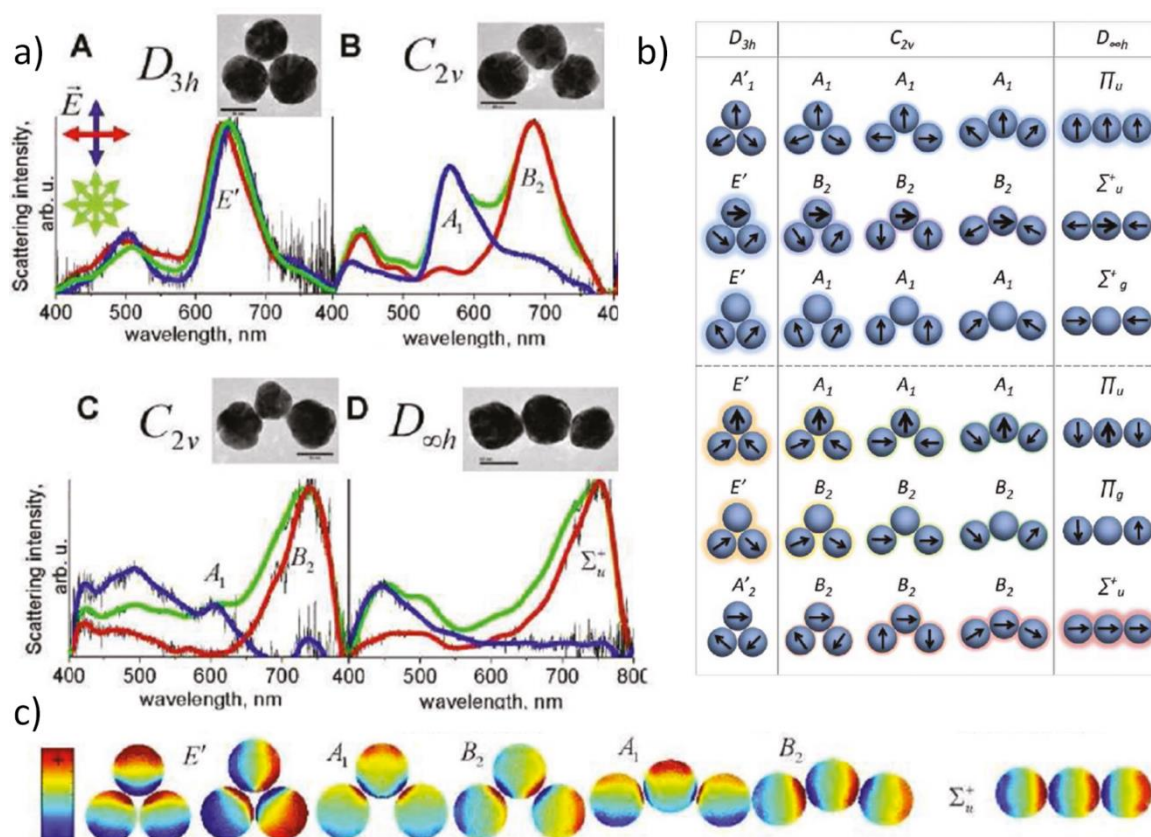 a)
A
D3h
B
C2v
E⃗
E'
A1
B2
Scattering intensity,
arb. u.
400 500 600 700 400 500 600 700 40
wavelength, nm
wavelength, nm
C
C2v
D
D∞h
A1
B2
Σu+
Scattering intensity,
arb. u.
400 500 600 700 400 500 600 700 800
wavelength, nm
wavelength, nm
b)
D3h C2v D∞h
A'1 A1 A1 A1 Πu
E' B2 B2 B2 Σ+u
E' A1 A1 A1 Σ+g
E' A1 A1 A1 Πu
E' B2 B2 B2 Πg
A'2 B2 B2 B2 Σ+u
c)
+
E' A1 B2 A1 B2 Σu+